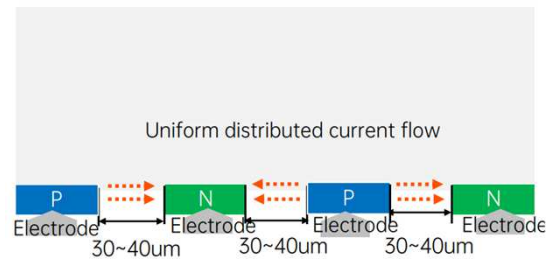 Uniform distributed current flow
P
N
P
N
Electrode
Electrode
Electrode
Electrode
30~40um
30~40um
30~40um